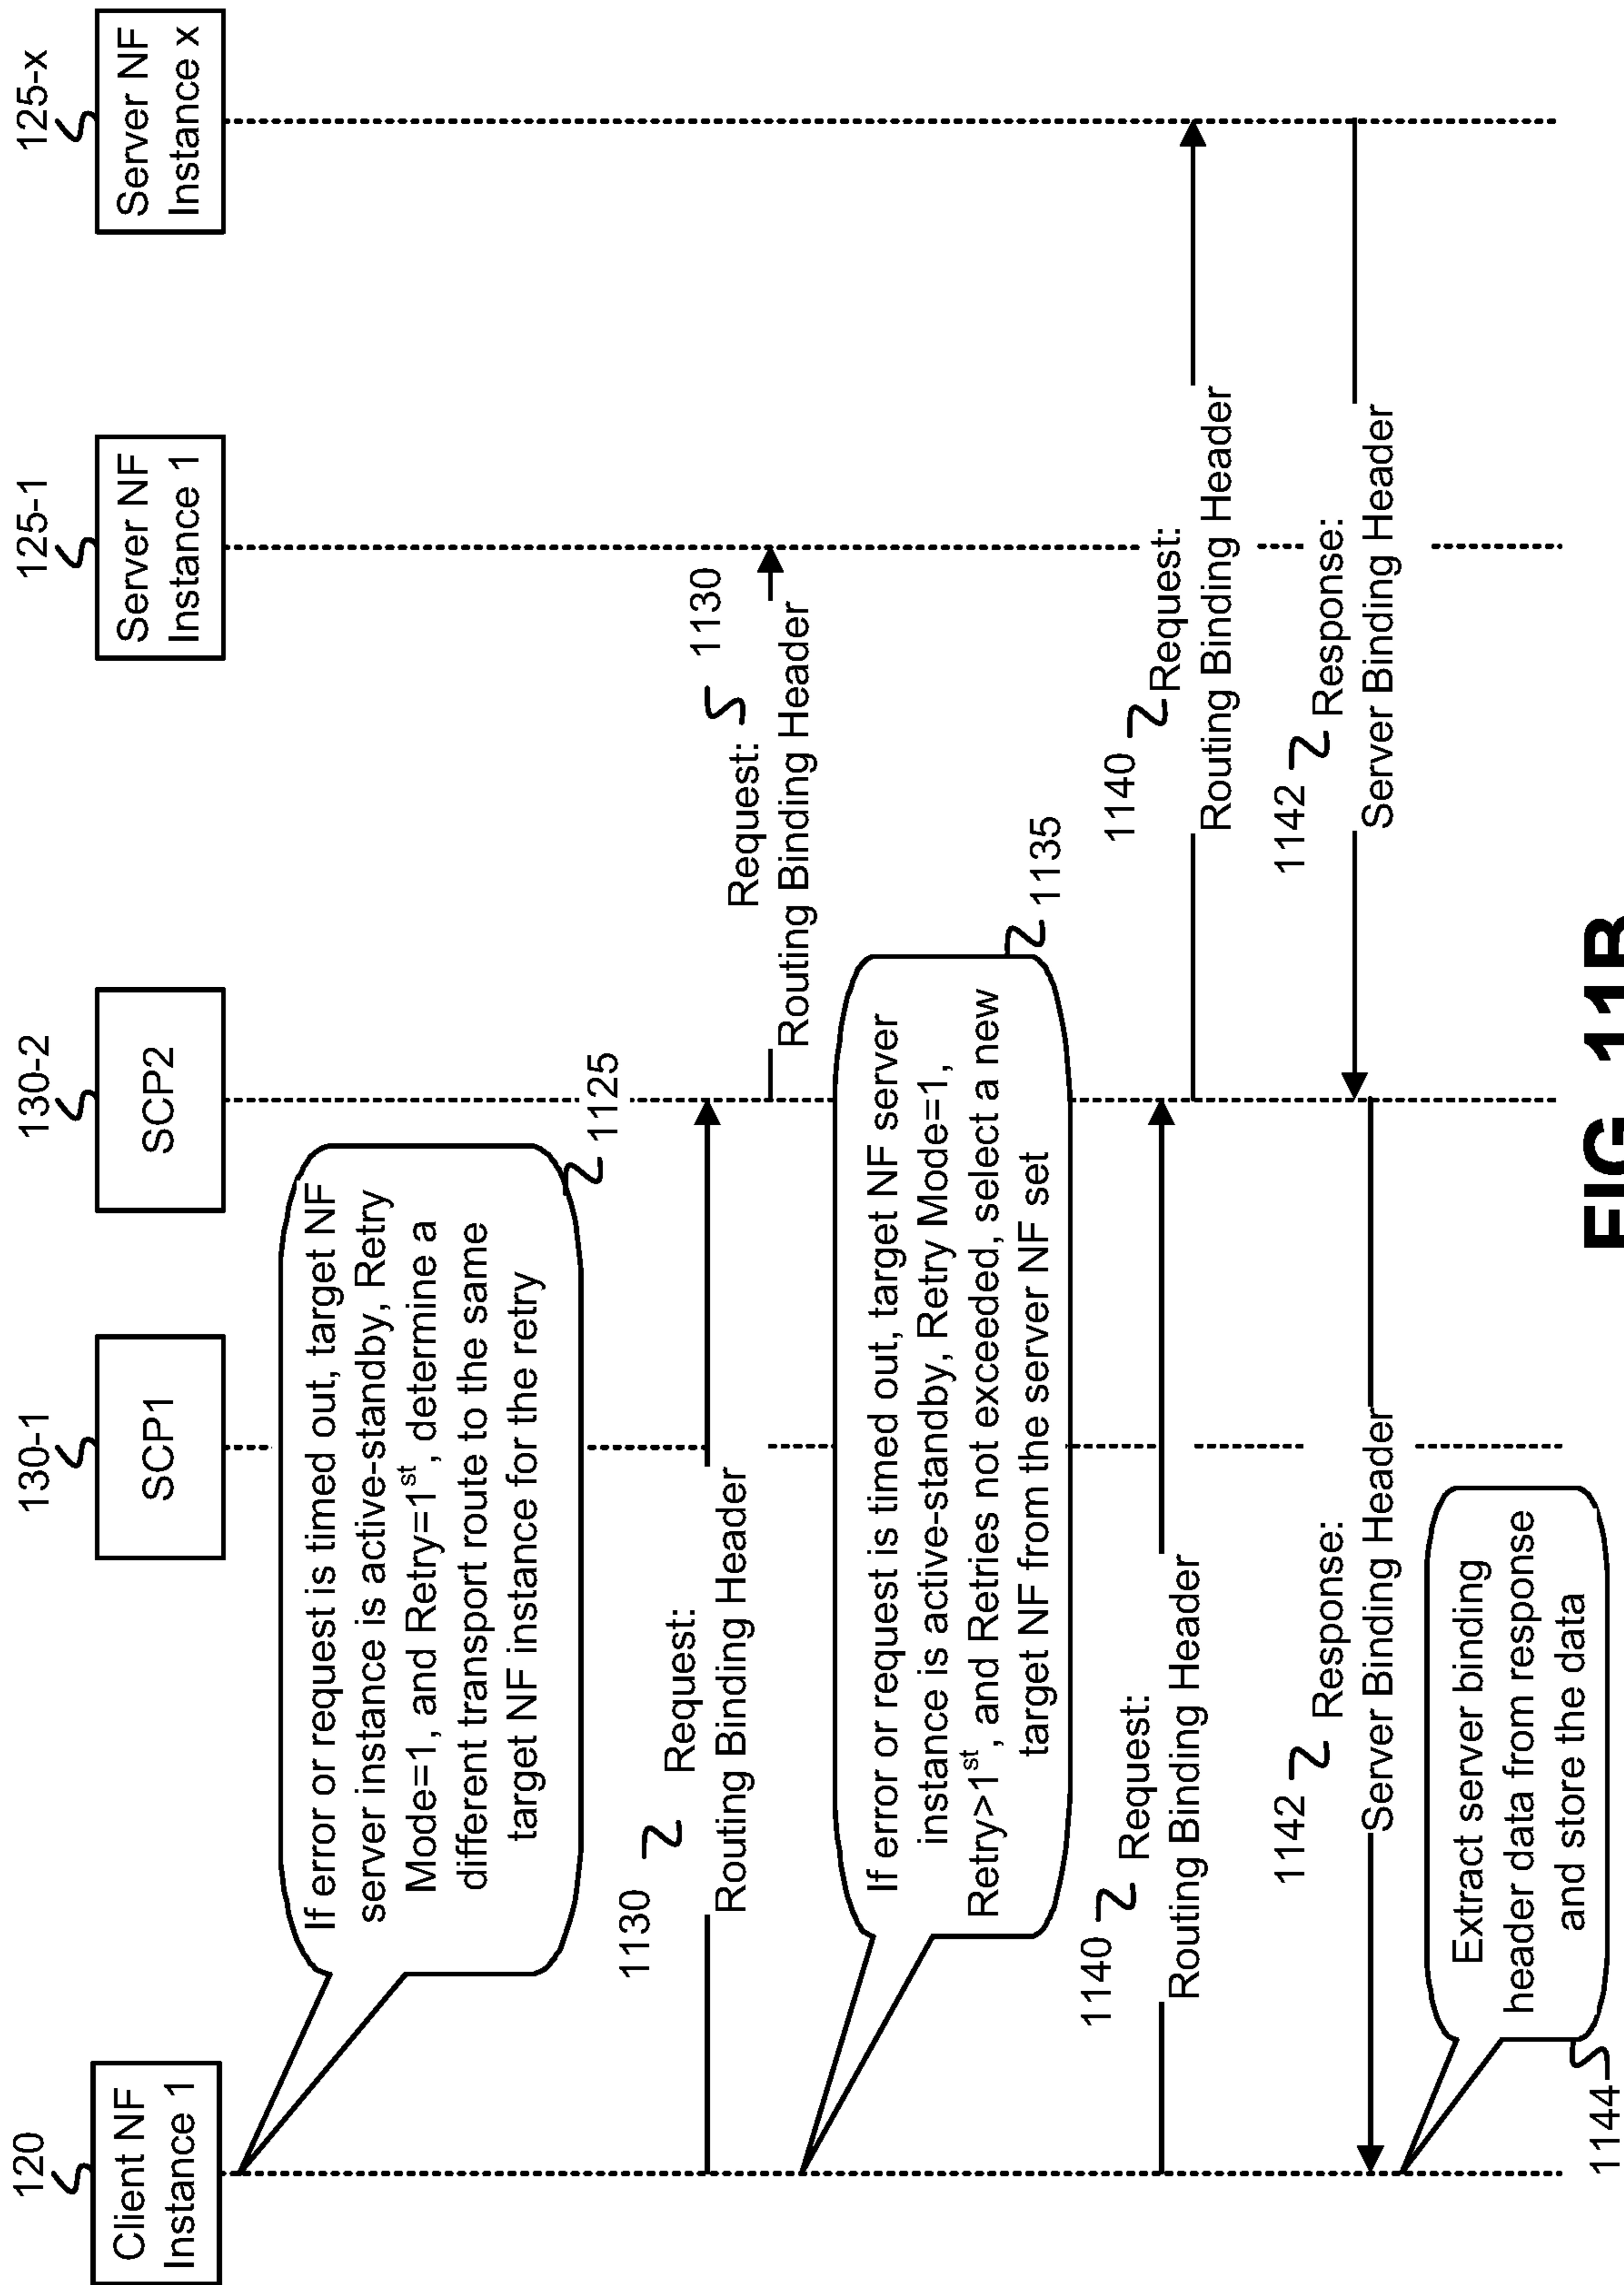 120
Client NF
Instance 1
130-1
SCP1
130-2
SCP2
125-1
Server NF
Instance 1
125-x
Server NF
Instance x
If error or request is timed out, target NF
server instance is active-standby, Retry
Mode=1, and Retry=1st, determine a
different transport route to the same
target NF instance for the retry
1125
1130
Request:
Routing Binding Header
Request:
1130
Routing Binding Header
If error or request is timed out, target NF server
instance is active-standby, Retry Mode=1,
Retry>1st, and Retries not exceeded, select a new
target NF from the server NF set
1135
1140
Request:
Routing Binding Header
1140
Request:
Routing Binding Header
1142
Response:
Server Binding Header
1142
Response:
Server Binding Header
Extract server binding
header data from response
and store the data
1144
FIG. 11B